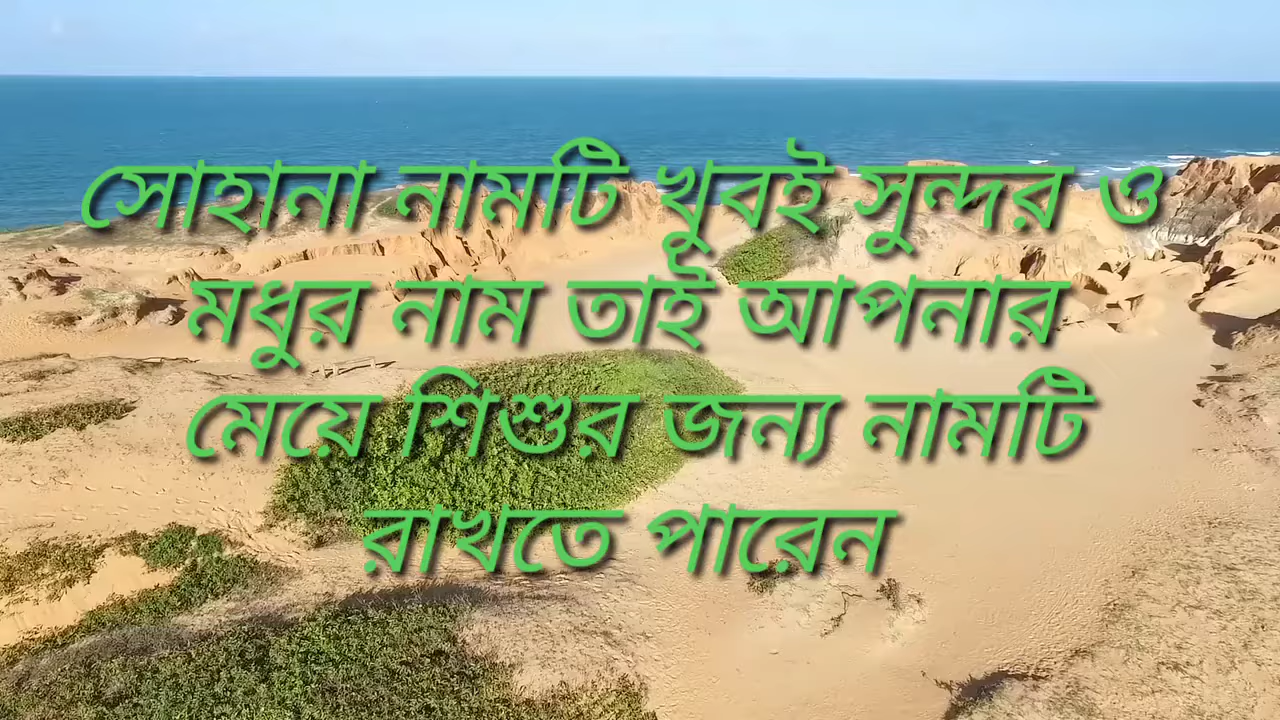 সোহানা নামটি খুবই সুন্দর ও
মধুর নাম তাই আপনার
মেয়ে শিশুর জন্য নামটি
রাখতে পারেন